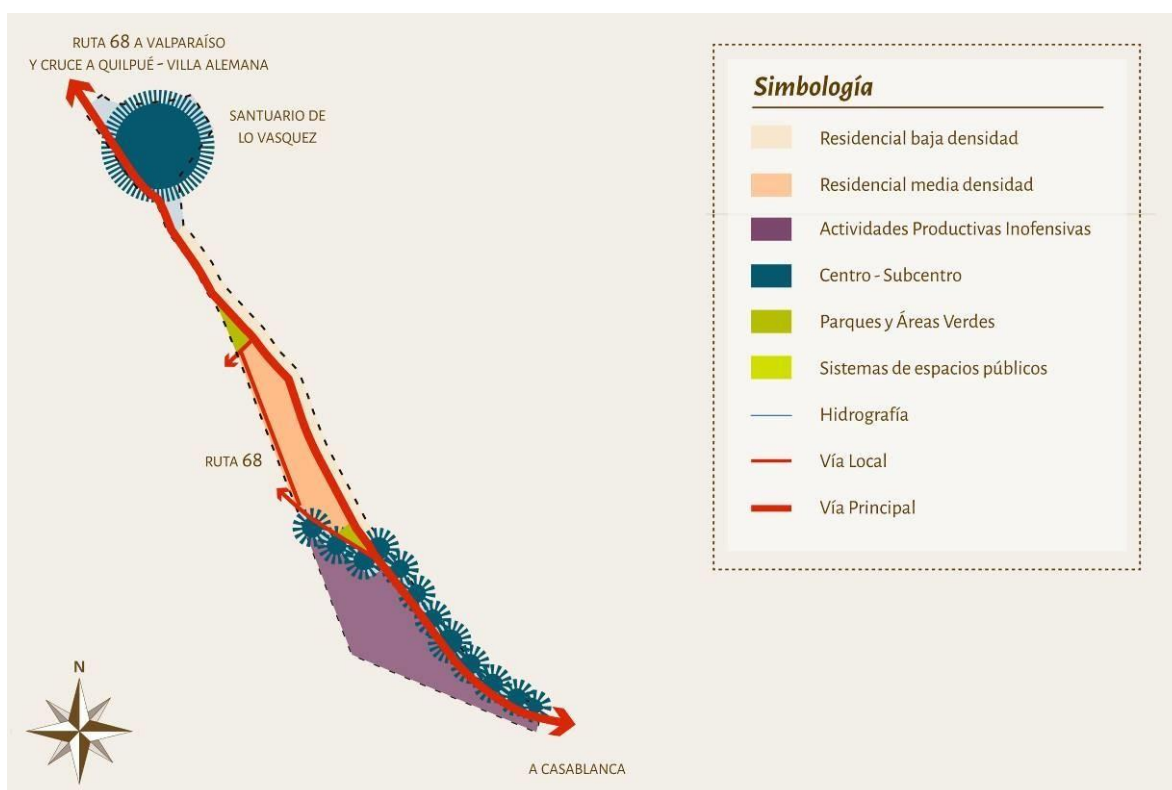 RUTA 68 A VALPARAÍSO
Y CRUCE A QUILPUÉ - VILLA ALEMANA
SANTUARIO DE
LO VASQUEZ
RUTA 68
N
A CASABLANCA
Simbología
Residencial baja densidad
Residencial media densidad
Actividades Productivas Inofensivas
Centro - Subcentro
Parques y Áreas Verdes
Sistemas de espacios públicos
Hidrografía
Vía Local
Vía Principal